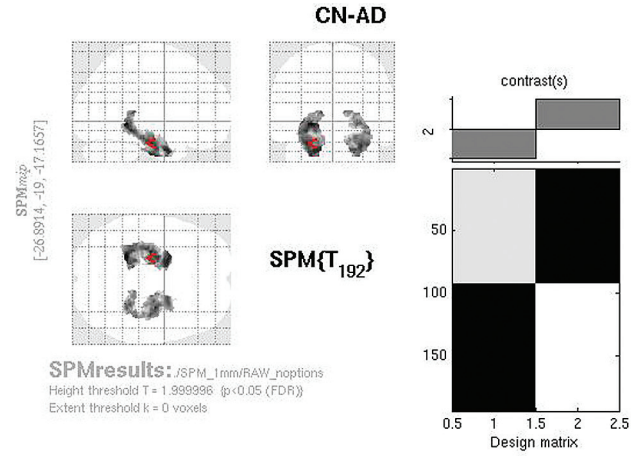 CN-AD
contrast(s)
2
SPMmip
[-26.8914, -19, -17.1657]
SPM{T192}
50
100
150
0.5 1 1.5 2 2.5
Design matrix
SPMresults: ./SPM_1mm/RAW_noptions
Height threshold T = 1.999996 {p<0.05 (FDR)}
Extent threshold k = 0 voxels